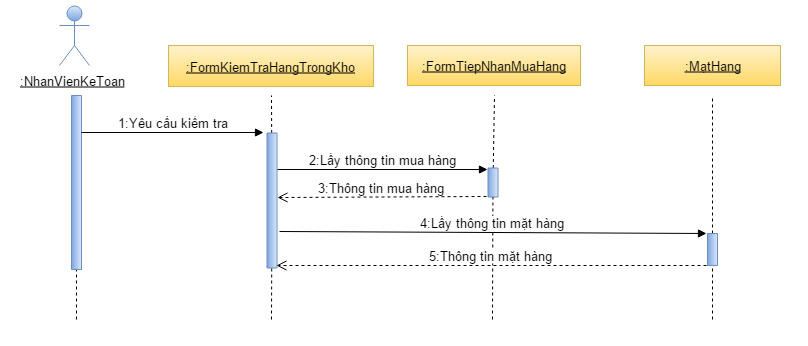 :NhanVienKeToan
:FormKiemTraHangTrongKho
:FormTiepNhanMuaHang
:MatHang
1:Yêu cầu kiểm tra
2:Lấy thông tin mua hàng
3:Thông tin mua hàng
4:Lấy thông tin mặt hàng
5:Thông tin mặt hàng